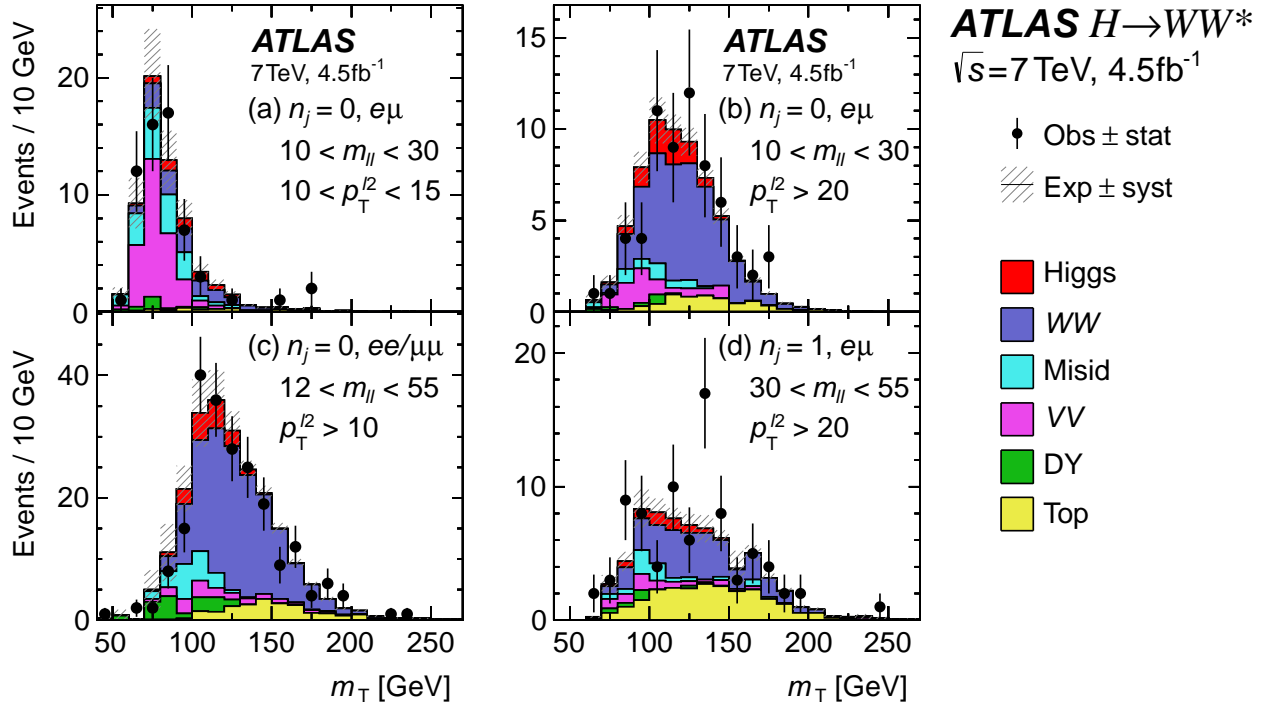 Events / 10 GeV
20
10
0
ATLAS
7 TeV, 4.5fb-1
(a) nj = 0, eμ
10 < mll < 30
10 < pTl2 < 15
15
10
5
0
ATLAS
7 TeV, 4.5fb-1
(b) nj = 0, eμ
10 < mll < 30
pTl2 > 20
Events / 10 GeV
40
20
0
(c) nj = 0, ee/μμ
12 < mll < 55
pTl2 > 10
50 100 150 200 250
mT [GeV]
20
10
0
(d) nj = 1, eμ
30 < mll < 55
pTl2 > 20
50 100 150 200 250
mT [GeV]
ATLAS H→WW*
√s=7 TeV, 4.5fb-1
Obs ± stat
Exp ± syst
Higgs
WW
Misid
VV
DY
Top